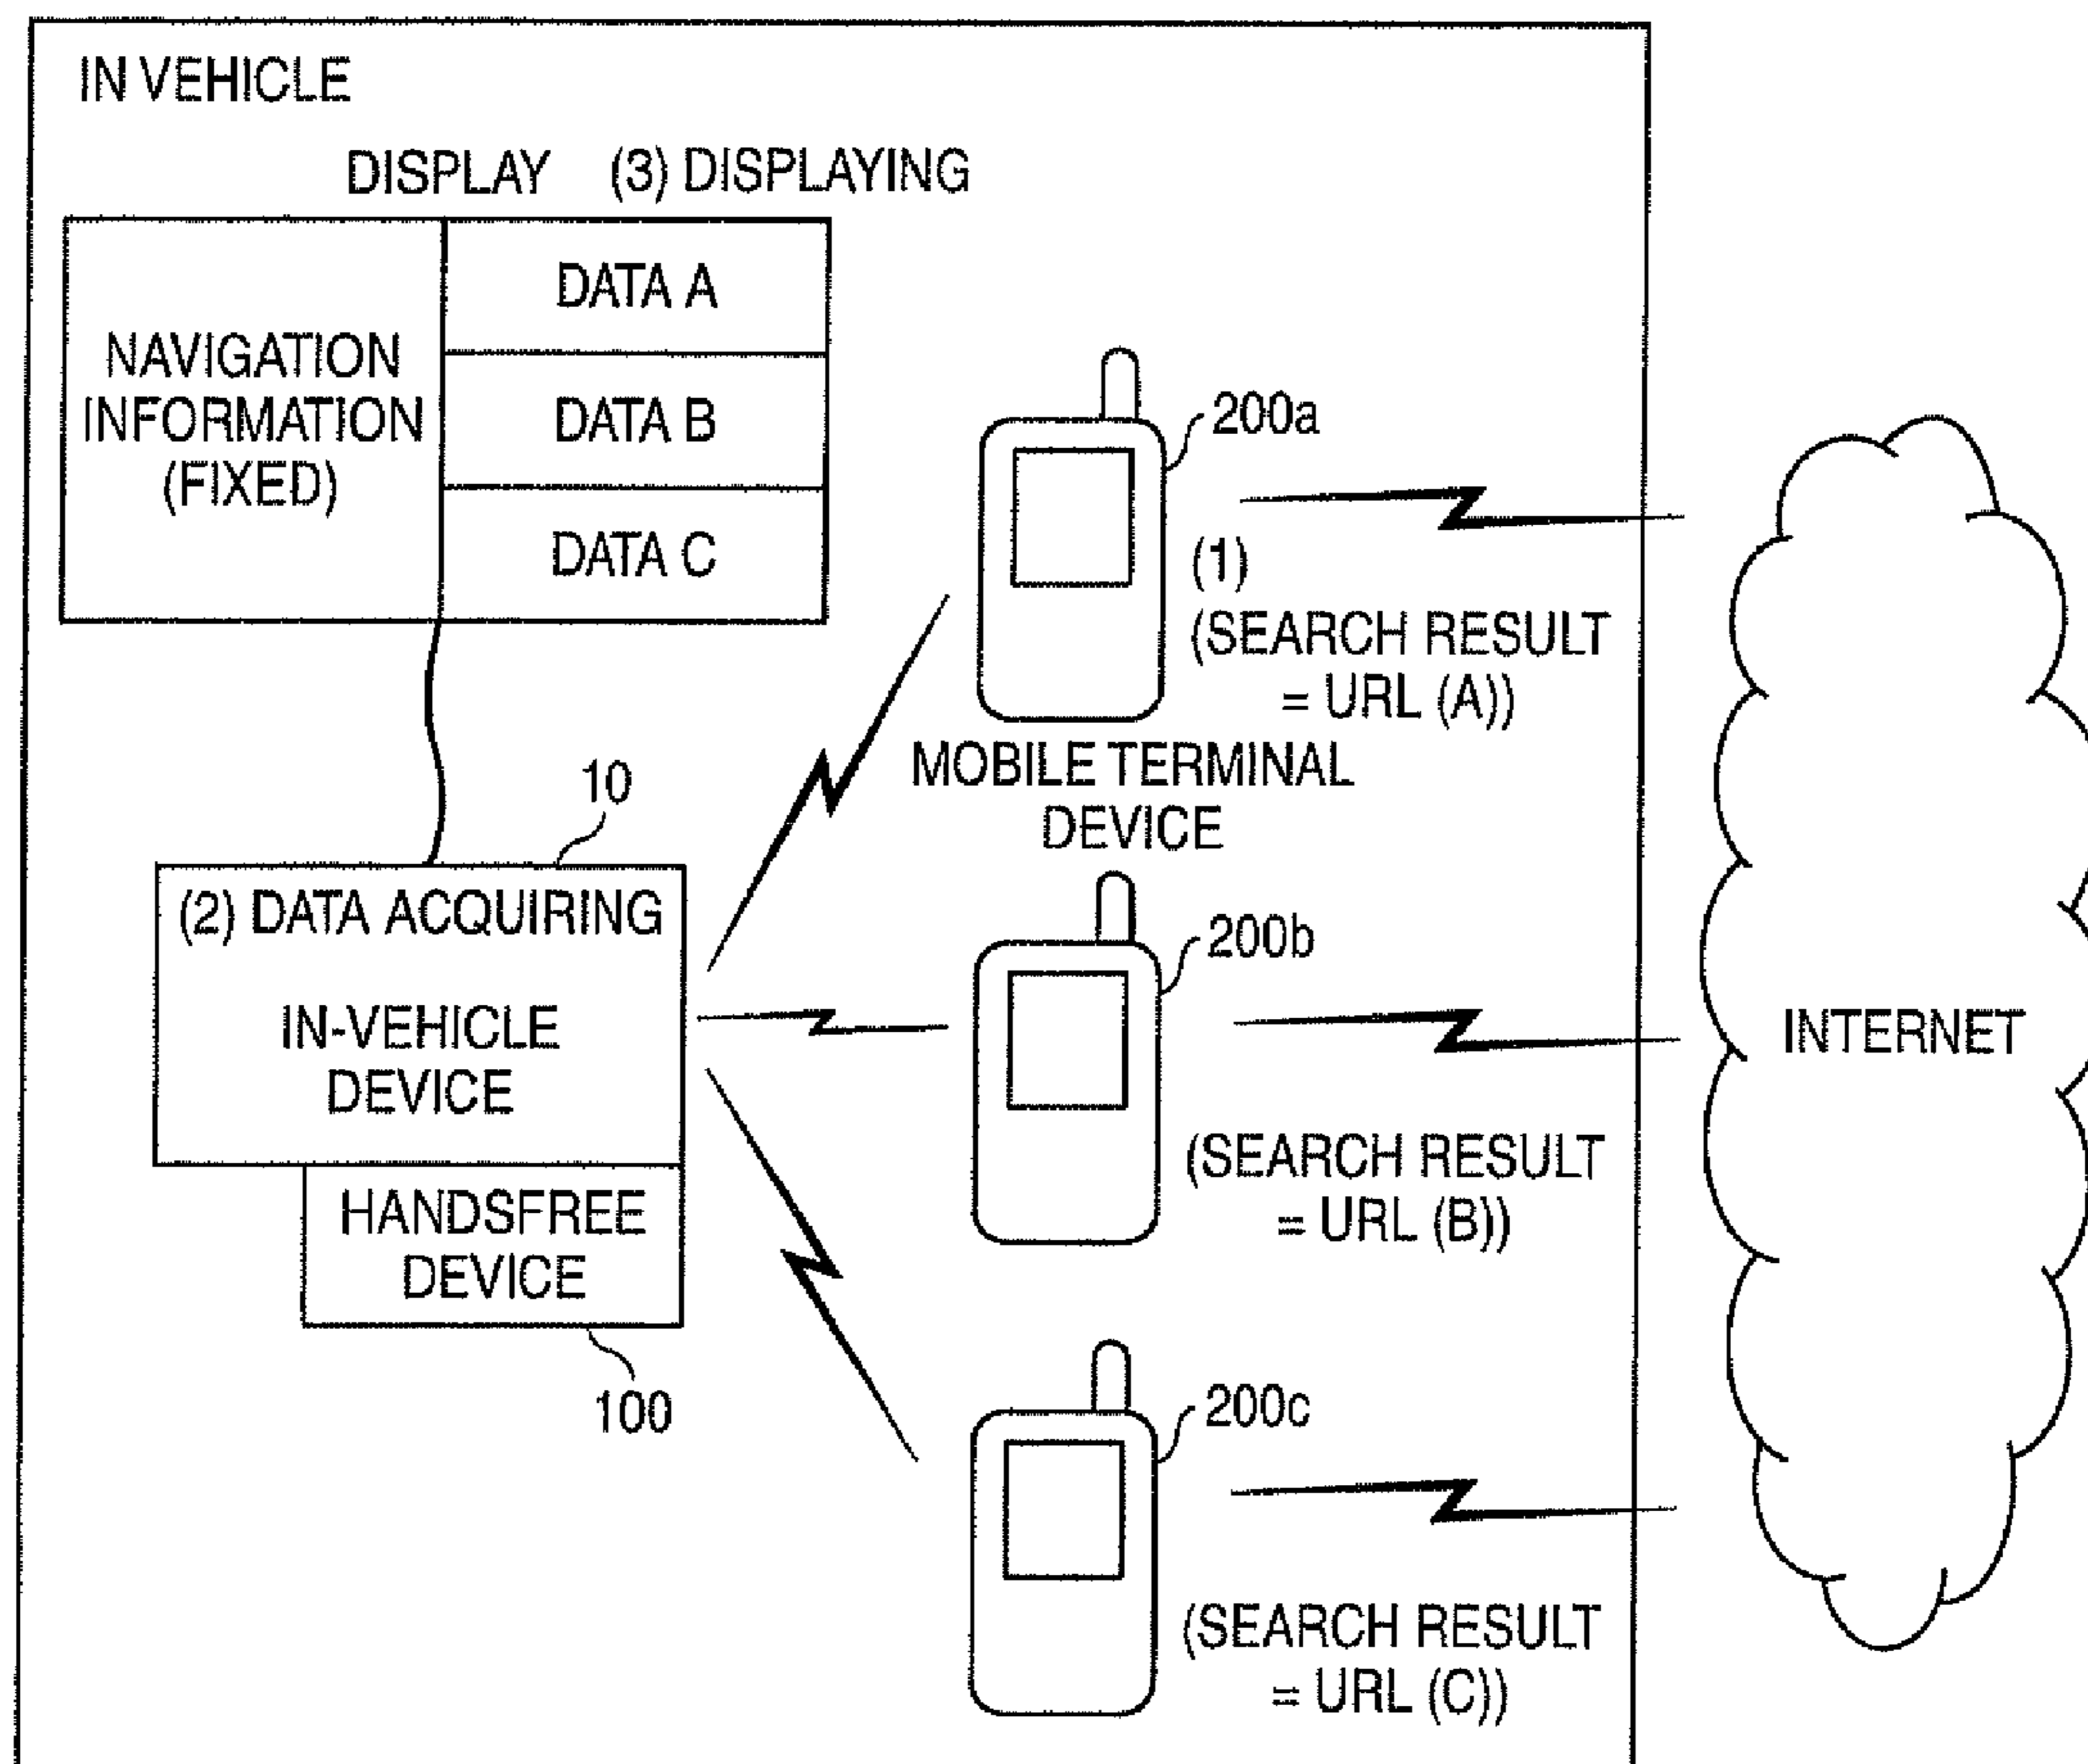 IN VEHICLE
DISPLAY (3) DISPLAYING
NAVIGATION
INFORMATION
(FIXED)
DATA A
DATA B
DATA C
200a
(1)
(SEARCH RESULT
= URL (A))
MOBILE TERMINAL
DEVICE
10
(2) DATA ACQUIRING
IN-VEHICLE
DEVICE
HANDSFREE
DEVICE
100
200b
(SEARCH RESULT
= URL (B))
INTERNET
200c
(SEARCH RESULT
= URL (C))